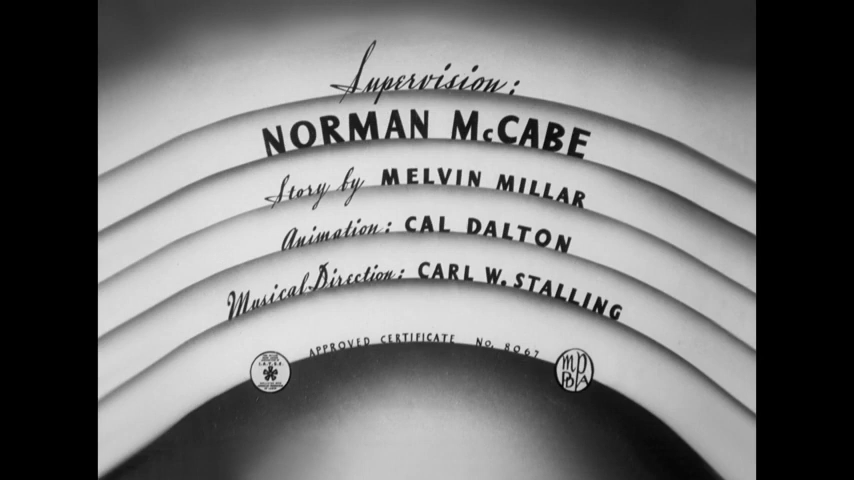 Supervision:
NORMAN McCABE
Story by MELVIN MILLAR
Animation: CAL DALTON
Musical Direction: CARL W. STALLING
APPROVED CERTIFICATE NO. 8067
MPPDA